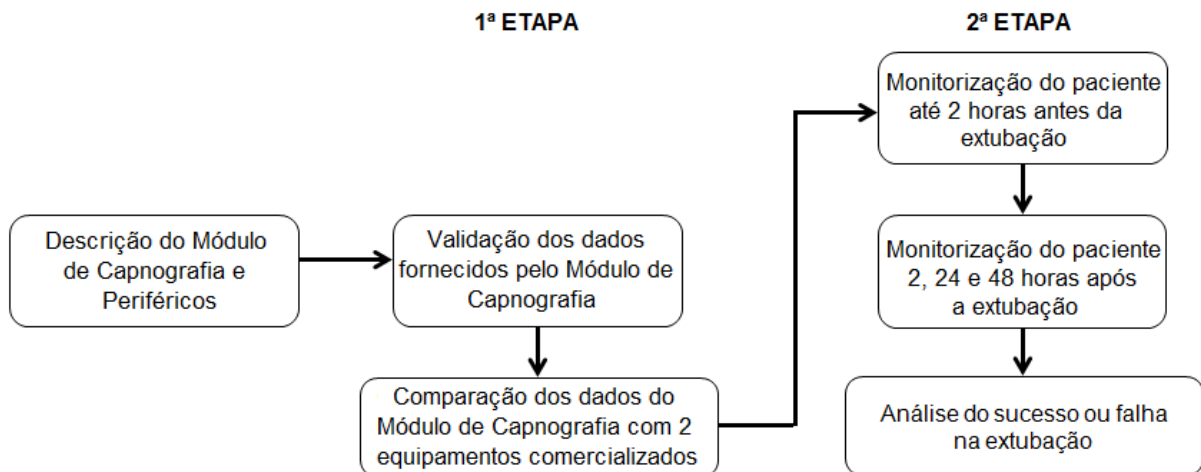 1ª ETAPA
2ª ETAPA
Descrição do Módulo
de Capnografia e
Periféricos
Validação dos dados
fornecidos pelo Módulo de
Capnografia
Comparação dos dados do
Módulo de Capnografia com 2
equipamentos comercializados
Monitorização do paciente
até 2 horas antes da
extubação
Monitorização do paciente
2, 24 e 48 horas após
a extubação
Análise do sucesso ou falha
na extubação